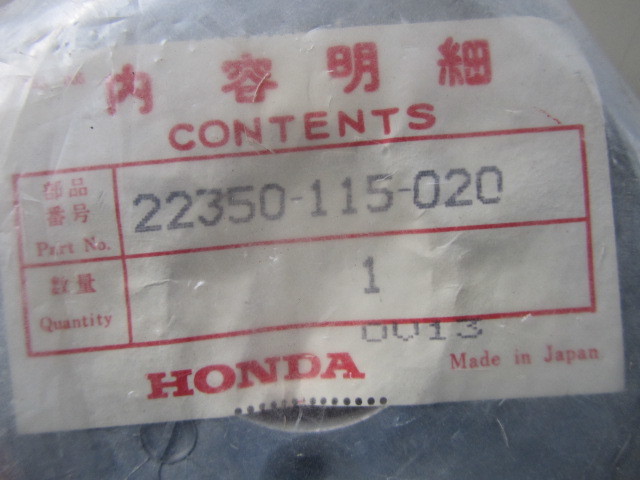 内容明細
CONTENTS
部品
番号
Part No.
22350-115-020
数量
Quantity
1
0013
HONDA
Made in Japan